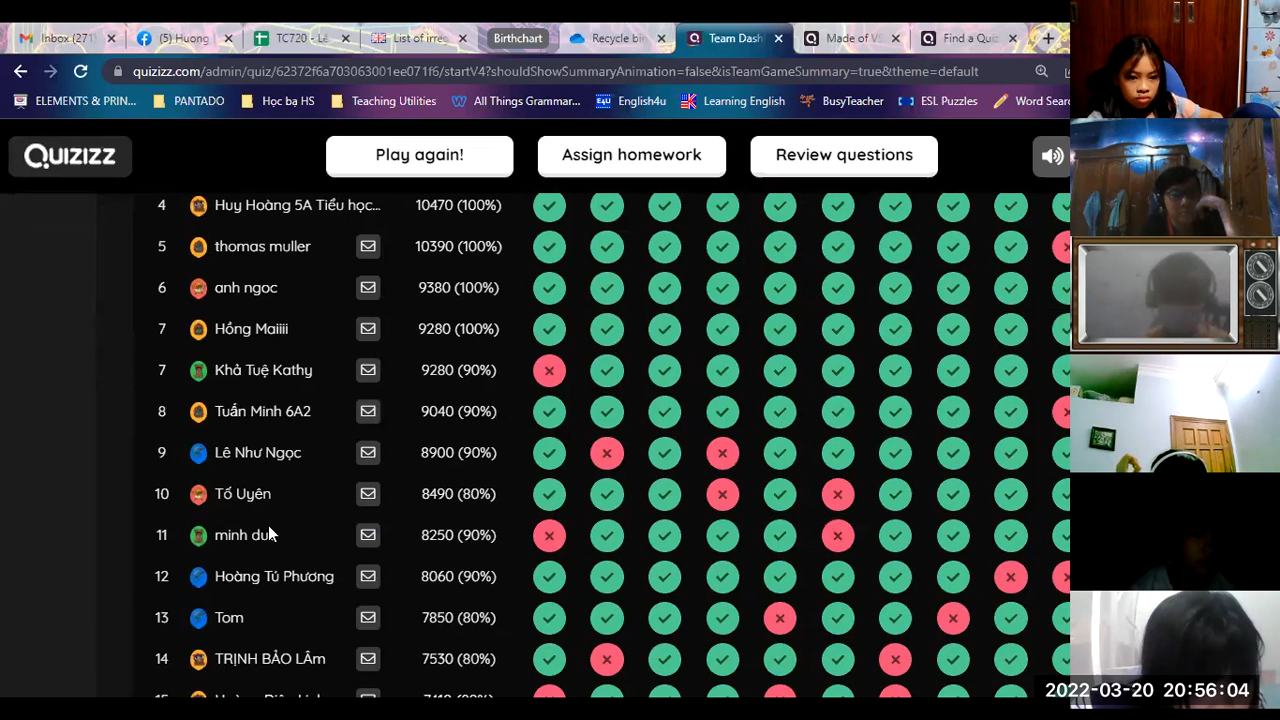 Inbox (271
(5) Huong
TC720 - Lê
List of irre
Birthchart
Recycle bin
Team Dash
Made of V
Find a Qui
quizizz.com/admin/quiz/62372f6a703063001ee071f6/startV4?shouldShowSummaryAnimation=false&isTeamGameSummary=true&theme=default
ELEMENTS & PRIN... PANTADO Học bạ HS Teaching Utilities All Things Grammar... English4u Learning English BusyTeacher ESL Puzzles Word Sear
Quizizz
Play again! Assign homework Review questions
4 Huy Hoàng 5A Tiểu học... 10470 (100%)
5 thomas muller 10390 (100%)
6 anh ngọc 9380 (100%)
7 Hồng Maiiii 9280 (100%)
7 Khả Tuệ Kathy 9280 (90%)
8 Tuấn Minh 6A2 9040 (90%)
9 Lê Như Ngọc 8900 (90%)
10 Tố Uyên 8490 (80%)
11 minh 8250 (90%)
12 Hoàng Tú Phương 8060 (90%)
13 Tom 7850 (80%)
14 TRỊNH BẢO LÂm 7530 (80%)
2022-03-20 20:56:04